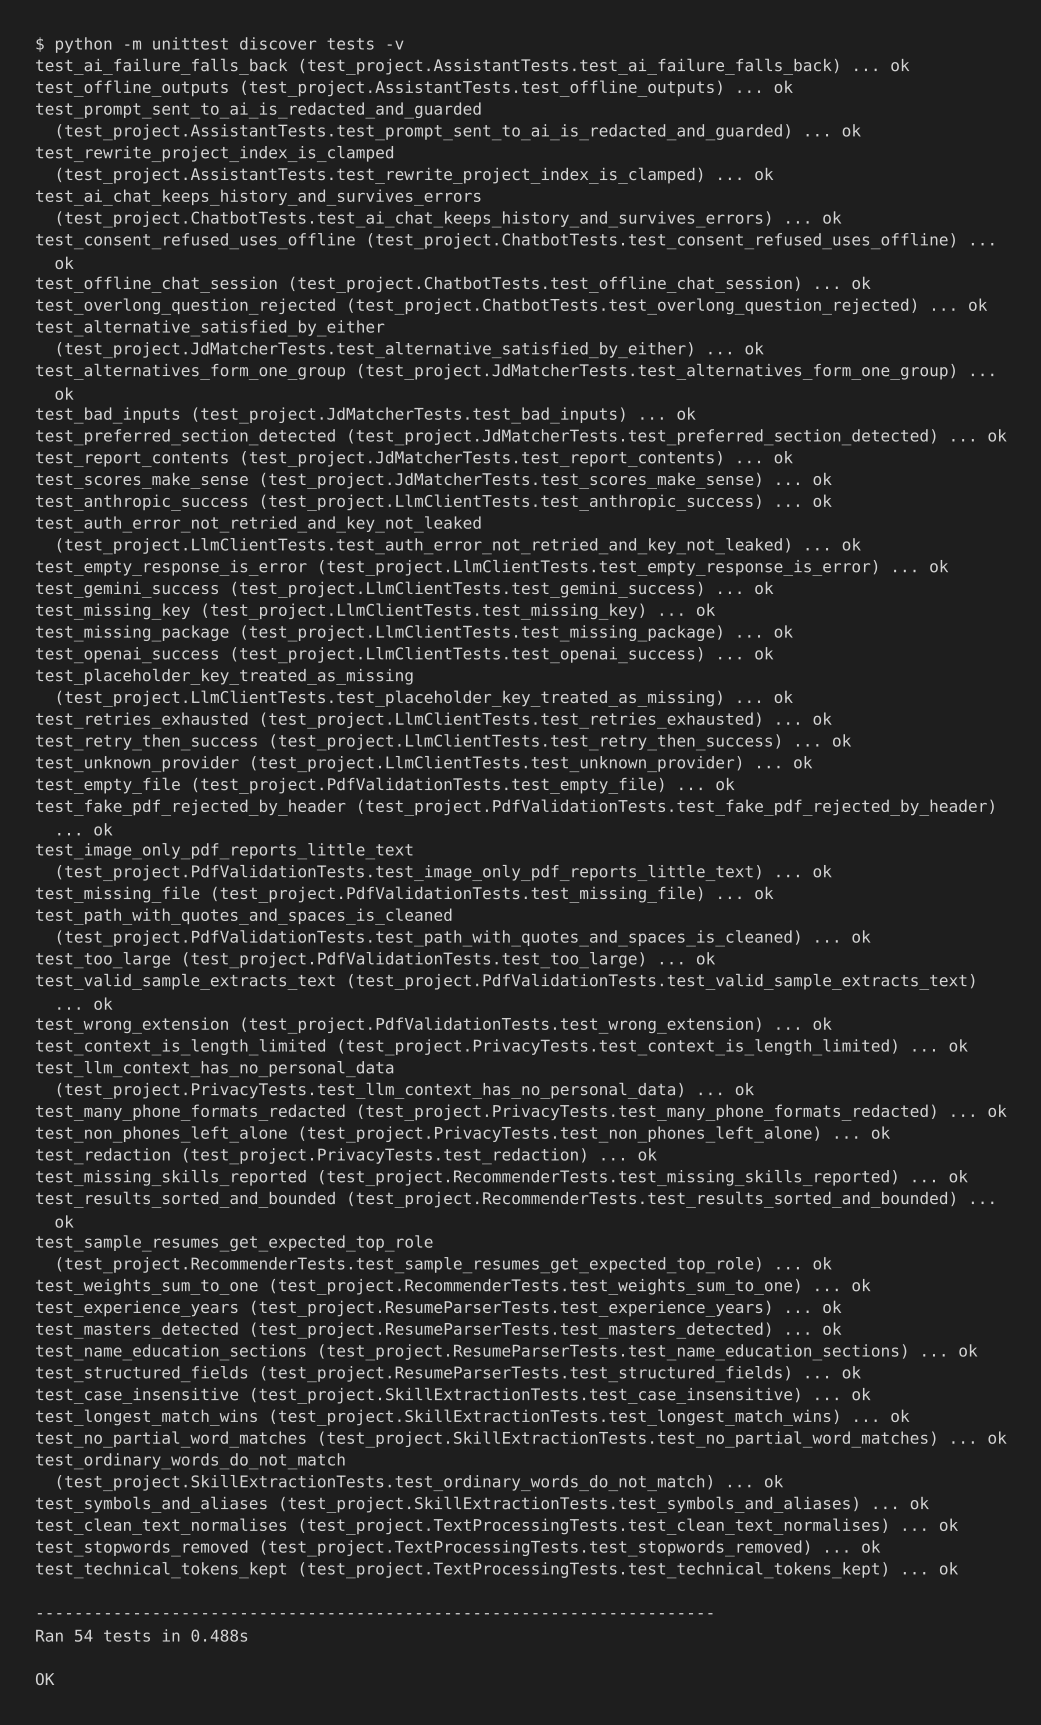 $ python -m unittest discover tests -v
test_ai_failure_falls_back (test_project.AssistantTests.test_ai_failure_falls_back) ... ok
test_offline_outputs (test_project.AssistantTests.test_offline_outputs) ... ok
test_prompt_sent_to_ai_is_redacted_and_guarded
  (test_project.AssistantTests.test_prompt_sent_to_ai_is_redacted_and_guarded) ... ok
test_rewrite_project_index_is_clamped
  (test_project.AssistantTests.test_rewrite_project_index_is_clamped) ... ok
test_ai_chat_keeps_history_and_survives_errors
  (test_project.ChatbotTests.test_ai_chat_keeps_history_and_survives_errors) ... ok
test_consent_refused_uses_offline (test_project.ChatbotTests.test_consent_refused_uses_offline) ...
  ok
test_offline_chat_session (test_project.ChatbotTests.test_offline_chat_session) ... ok
test_overlong_question_rejected (test_project.ChatbotTests.test_overlong_question_rejected) ... ok
test_alternative_satisfied_by_either
  (test_project.JdMatcherTests.test_alternative_satisfied_by_either) ... ok
test_alternatives_form_one_group (test_project.JdMatcherTests.test_alternatives_form_one_group) ...
  ok
test_bad_inputs (test_project.JdMatcherTests.test_bad_inputs) ... ok
test_preferred_section_detected (test_project.JdMatcherTests.test_preferred_section_detected) ... ok
test_report_contents (test_project.JdMatcherTests.test_report_contents) ... ok
test_scores_make_sense (test_project.JdMatcherTests.test_scores_make_sense) ... ok
test_anthropic_success (test_project.LlmClientTests.test_anthropic_success) ... ok
test_auth_error_not_retried_and_key_not_leaked
  (test_project.LlmClientTests.test_auth_error_not_retried_and_key_not_leaked) ... ok
test_empty_response_is_error (test_project.LlmClientTests.test_empty_response_is_error) ... ok
test_gemini_success (test_project.LlmClientTests.test_gemini_success) ... ok
test_missing_key (test_project.LlmClientTests.test_missing_key) ... ok
test_missing_package (test_project.LlmClientTests.test_missing_package) ... ok
test_openai_success (test_project.LlmClientTests.test_openai_success) ... ok
test_placeholder_key_treated_as_missing
  (test_project.LlmClientTests.test_placeholder_key_treated_as_missing) ... ok
test_retries_exhausted (test_project.LlmClientTests.test_retries_exhausted) ... ok
test_retry_then_success (test_project.LlmClientTests.test_retry_then_success) ... ok
test_unknown_provider (test_project.LlmClientTests.test_unknown_provider) ... ok
test_empty_file (test_project.PdfValidationTests.test_empty_file) ... ok
test_fake_pdf_rejected_by_header (test_project.PdfValidationTests.test_fake_pdf_rejected_by_header)
  ... ok
test_image_only_pdf_reports_little_text
  (test_project.PdfValidationTests.test_image_only_pdf_reports_little_text) ... ok
test_missing_file (test_project.PdfValidationTests.test_missing_file) ... ok
test_path_with_quotes_and_spaces_is_cleaned
  (test_project.PdfValidationTests.test_path_with_quotes_and_spaces_is_cleaned) ... ok
test_too_large (test_project.PdfValidationTests.test_too_large) ... ok
test_valid_sample_extracts_text (test_project.PdfValidationTests.test_valid_sample_extracts_text)
  ... ok
test_wrong_extension (test_project.PdfValidationTests.test_wrong_extension) ... ok
test_context_is_length_limited (test_project.PrivacyTests.test_context_is_length_limited) ... ok
test_llm_context_has_no_personal_data
  (test_project.PrivacyTests.test_llm_context_has_no_personal_data) ... ok
test_many_phone_formats_redacted (test_project.PrivacyTests.test_many_phone_formats_redacted) ... ok
test_non_phones_left_alone (test_project.PrivacyTests.test_non_phones_left_alone) ... ok
test_redaction (test_project.PrivacyTests.test_redaction) ... ok
test_missing_skills_reported (test_project.RecommenderTests.test_missing_skills_reported) ... ok
test_results_sorted_and_bounded (test_project.RecommenderTests.test_results_sorted_and_bounded) ...
  ok
test_sample_resumes_get_expected_top_role
  (test_project.RecommenderTests.test_sample_resumes_get_expected_top_role) ... ok
test_weights_sum_to_one (test_project.RecommenderTests.test_weights_sum_to_one) ... ok
test_experience_years (test_project.ResumeParserTests.test_experience_years) ... ok
test_masters_detected (test_project.ResumeParserTests.test_masters_detected) ... ok
test_name_education_sections (test_project.ResumeParserTests.test_name_education_sections) ... ok
test_structured_fields (test_project.ResumeParserTests.test_structured_fields) ... ok
test_case_insensitive (test_project.SkillExtractionTests.test_case_insensitive) ... ok
test_longest_match_wins (test_project.SkillExtractionTests.test_longest_match_wins) ... ok
test_no_partial_word_matches (test_project.SkillExtractionTests.test_no_partial_word_matches) ... ok
test_ordinary_words_do_not_match
  (test_project.SkillExtractionTests.test_ordinary_words_do_not_match) ... ok
test_symbols_and_aliases (test_project.SkillExtractionTests.test_symbols_and_aliases) ... ok
test_clean_text_normalises (test_project.TextProcessingTests.test_clean_text_normalises) ... ok
test_stopwords_removed (test_project.TextProcessingTests.test_stopwords_removed) ... ok
test_technical_tokens_kept (test_project.TextProcessingTests.test_technical_tokens_kept) ... ok

----------------------------------------------------------------------
Ran 54 tests in 0.488s

OK